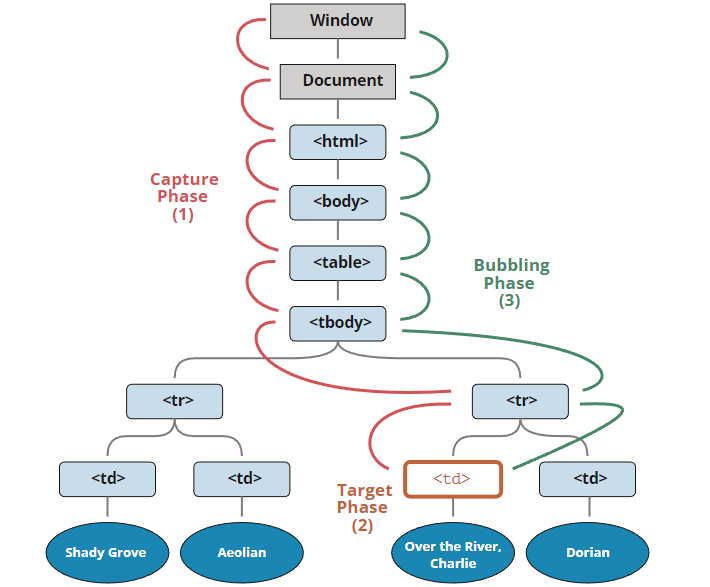 Window
Document
<html>
<body>
Capture
Phase
(1)
<table>
Bubbling
Phase
(3)
<tbody>
<tr>
<tr>
<td>
<td>
<td>
<td>
Target
Phase
(2)
Shady Grove
Aeolian
Over the River,
Charlie
Dorian